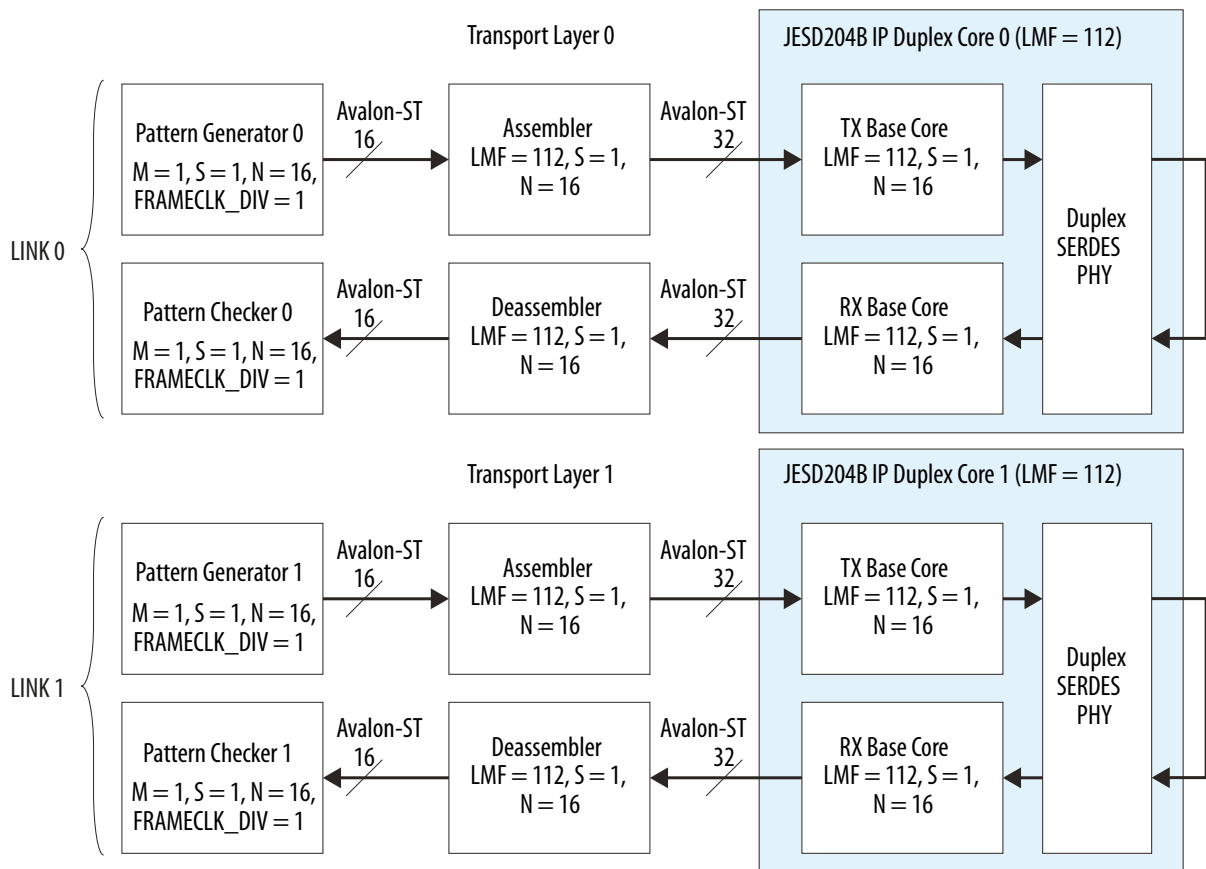 Transport Layer 0
JESD204B IP Duplex Core 0 (LMF = 112)
LINK 0
Pattern Generator 0
M = 1, S = 1, N = 16,
FRAMECLK_DIV = 1
Avalon-ST
16
Assembler
LMF = 112, S = 1,
N = 16
Avalon-ST
32
TX Base Core
LMF = 112, S = 1,
N = 16
Duplex
SERDES
PHY
Pattern Checker 0
M = 1, S = 1, N = 16,
FRAMECLK_DIV = 1
Avalon-ST
16
Deassembler
LMF = 112, S = 1,
N = 16
Avalon-ST
32
RX Base Core
LMF = 112, S = 1,
N = 16
Transport Layer 1
JESD204B IP Duplex Core 1 (LMF = 112)
LINK 1
Pattern Generator 1
M = 1, S = 1, N = 16,
FRAMECLK_DIV = 1
Avalon-ST
16
Assembler
LMF = 112, S = 1,
N = 16
Avalon-ST
32
TX Base Core
LMF = 112, S = 1,
N = 16
Duplex
SERDES
PHY
Pattern Checker 1
M = 1, S = 1, N = 16,
FRAMECLK_DIV = 1
Avalon-ST
16
Deassembler
LMF = 112, S = 1,
N = 16
Avalon-ST
32
RX Base Core
LMF = 112, S = 1,
N = 16